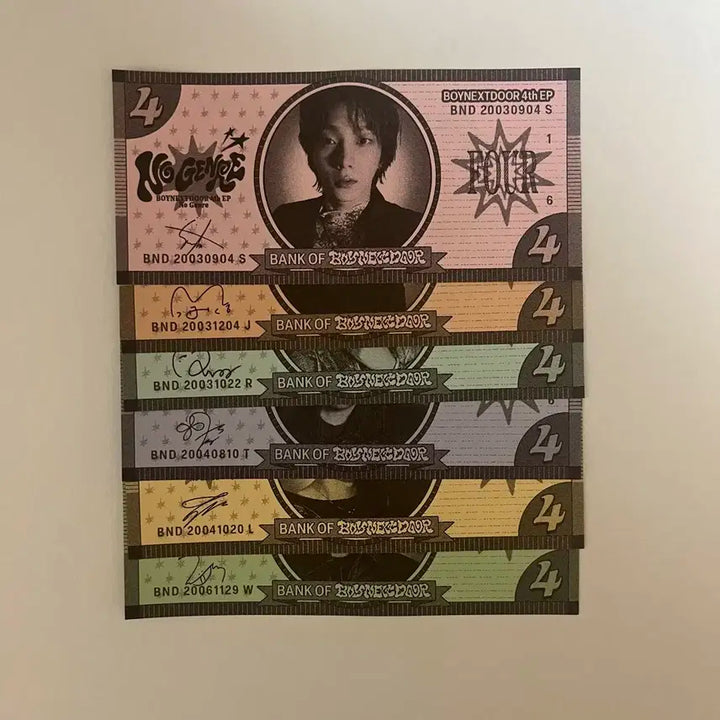 4
BOYNEXTDOOR 4th EP
BND 20030904 S
NO GENRE
BOYNEXTDOOR 4th EP
No Genre
FOUR
1
6
BND 20030904 S
BANK OF BOYNEXTDOOR
4
BND 20031204 J
BANK OF BOYNEXTDOOR
4
BND 20031022 R
BANK OF BOYNEXTDOOR
4
BND 20040810 T
BANK OF BOYNEXTDOOR
4
BND 20041020 L
BANK OF BOYNEXTDOOR
4
BND 20061129 W
BANK OF BOYNEXTDOOR
4